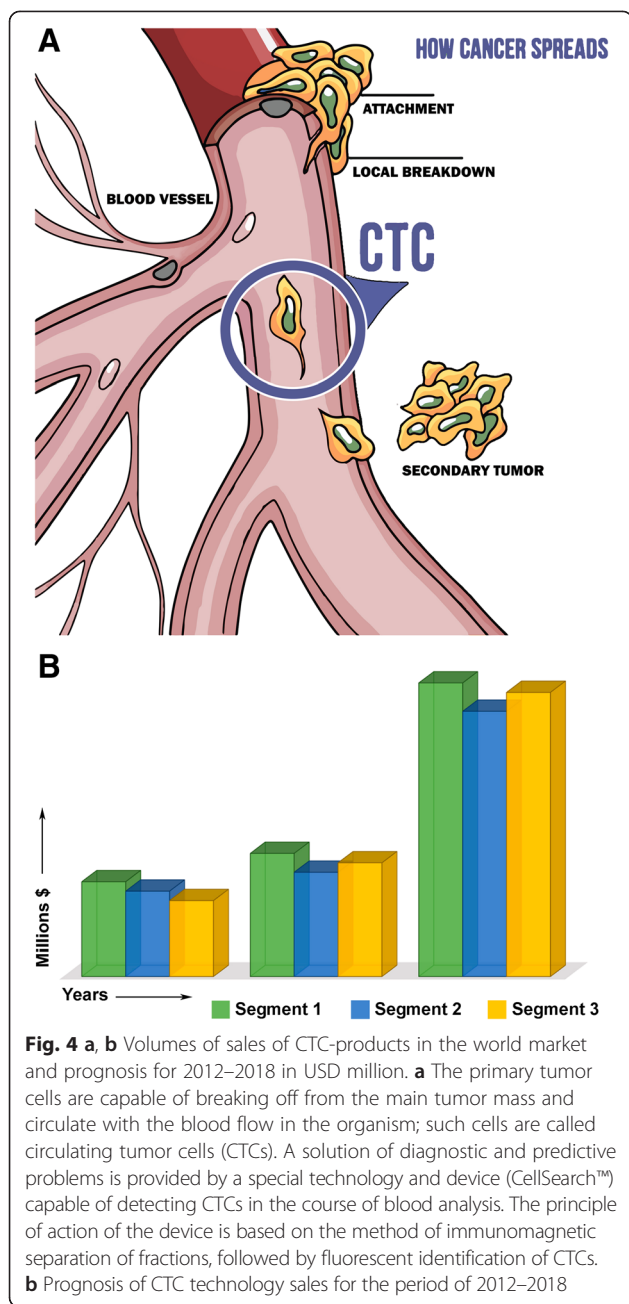 A
HOW CANCER SPREADS
ATTACHMENT
LOCAL BREAKDOWN
BLOOD VESSEL
CTC
SECONDARY TUMOR
B
Millions $
Years
Segment 1 Segment 2 Segment 3
Fig. 4 a, b Volumes of sales of CTC-products in the world market
and prognosis for 2012–2018 in USD million. a The primary tumor
cells are capable of breaking off from the main tumor mass and
circulate with the blood flow in the organism; such cells are called
circulating tumor cells (CTCs). A solution of diagnostic and predictive
problems is provided by a special technology and device (CellSearch™)
capable of detecting CTCs in the course of blood analysis. The principle
of action of the device is based on the method of immunomagnetic
separation of fractions, followed by fluorescent identification of CTCs.
b Prognosis of CTC technology sales for the period of 2012–2018